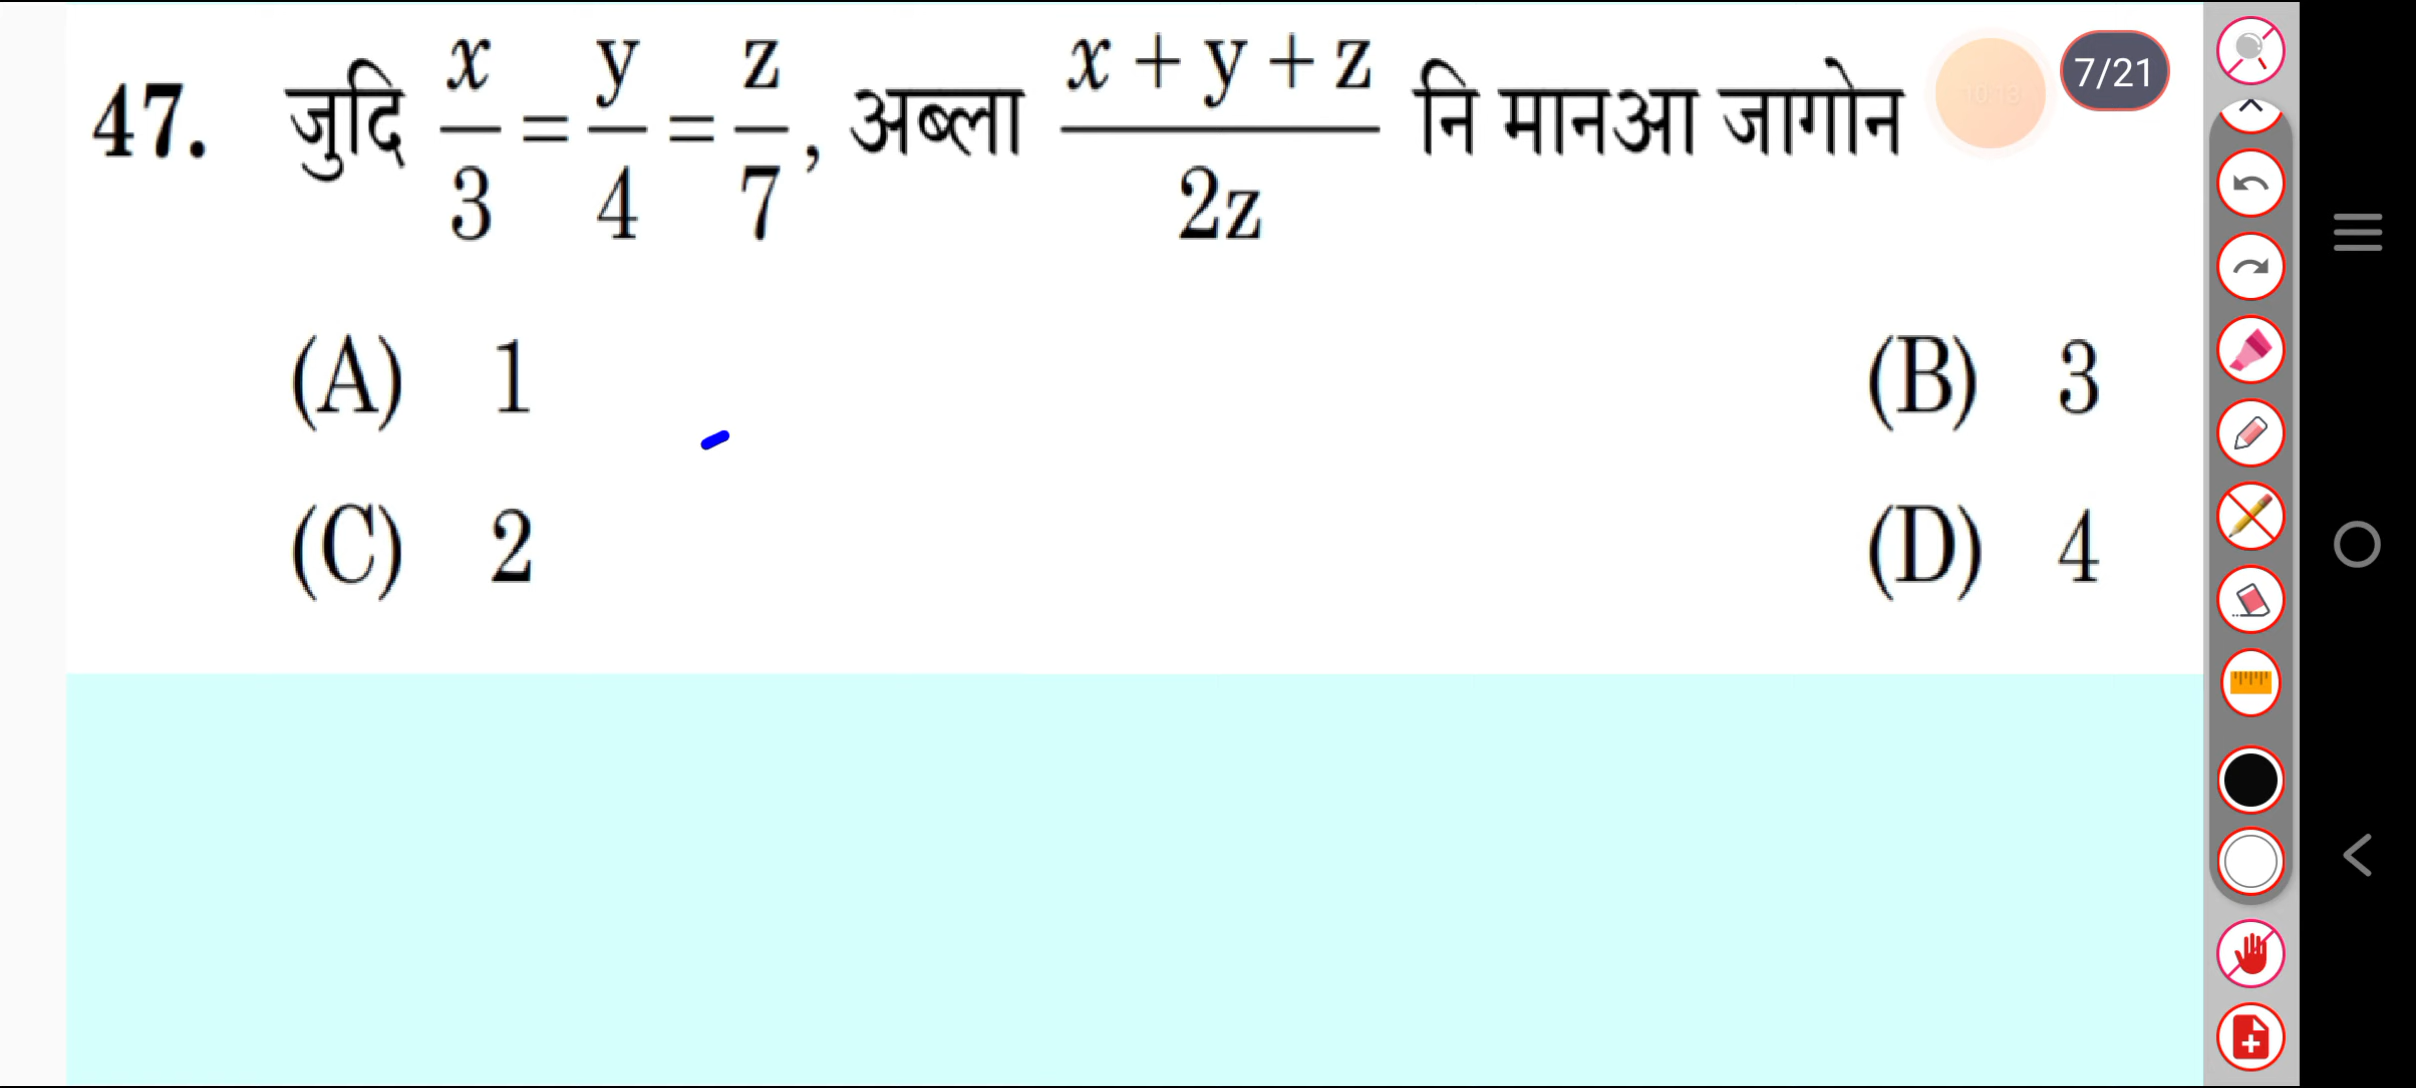 47. जुदि x/3 = y/4 = z/7, अब्ला (x + y + z)/2z नि मानआ जागोन
7/21
(A) 1 (B) 3
(C) 2 (D) 4